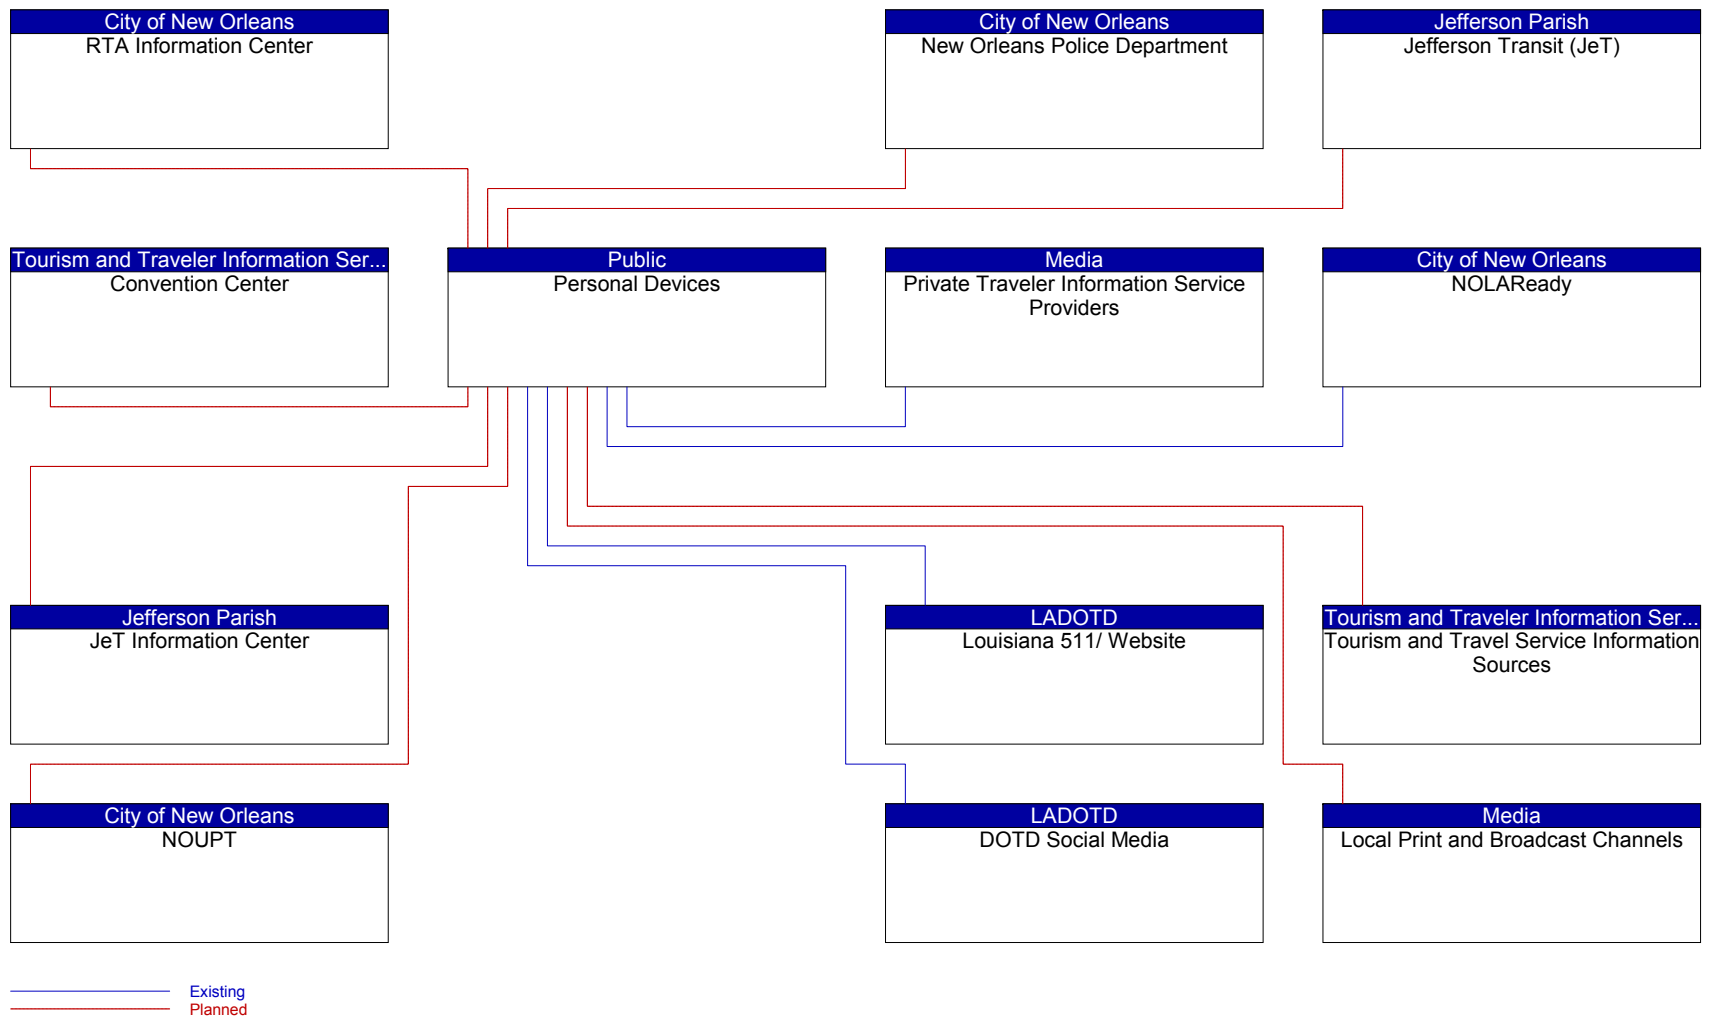 City of New Orleans
RTA Information Center
City of New Orleans
New Orleans Police Department
Jefferson Parish
Jefferson Transit (JeT)
Tourism and Traveler Information Ser...
Convention Center
Public
Personal Devices
Media
Private Traveler Information Service
Providers
City of New Orleans
NOLAReady
Jefferson Parish
JeT Information Center
LADOTD
Louisiana 511/ Website
Tourism and Traveler Information Ser...
Tourism and Travel Service Information
Sources
City of New Orleans
NOUPT
LADOTD
DOTD Social Media
Media
Local Print and Broadcast Channels
Existing
Planned